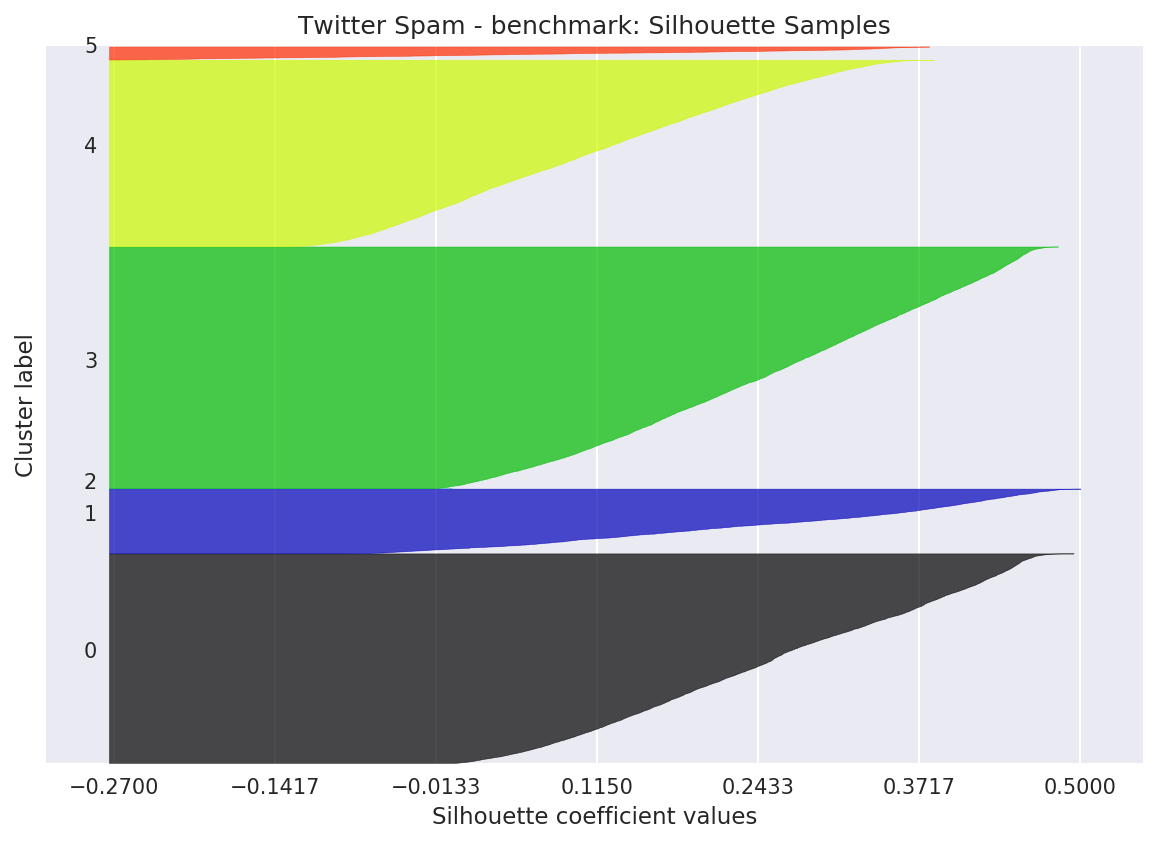 Twitter Spam - benchmark: Silhouette Samples
5
4
3
2
1
0
Cluster label
−0.2700 −0.1417 −0.0133 0.1150 0.2433 0.3717 0.5000
Silhouette coefficient values